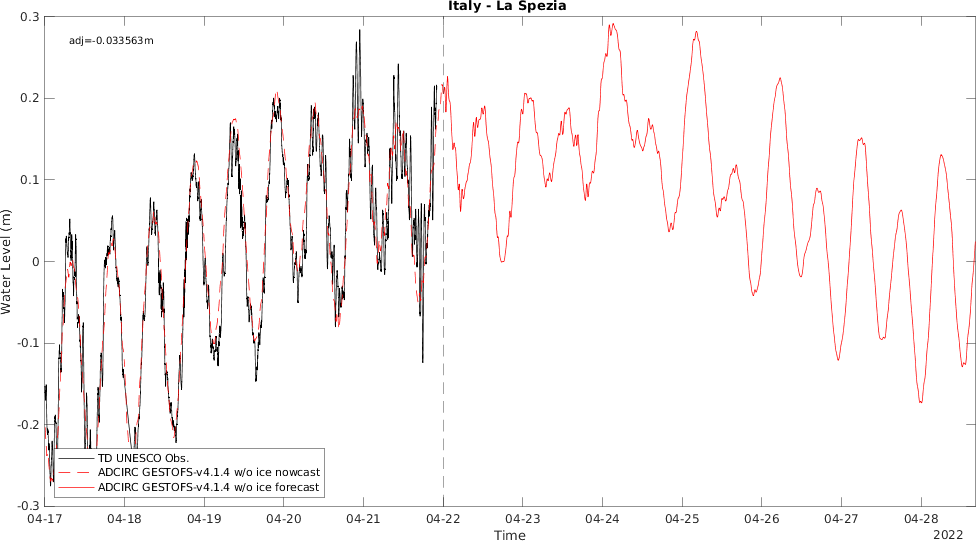 Italy - La Spezia
adj=-0.033563m
0.3
0.2
0.1
0
-0.1
-0.2
-0.3
Water Level (m)
TD UNESCO Obs.
ADCIRC GESTOFS-v4.1.4 w/o ice nowcast
ADCIRC GESTOFS-v4.1.4 w/o ice forecast
04-17 04-18 04-19 04-20 04-21 04-22 04-23 04-24 04-25 04-26 04-27 04-28
Time
2022